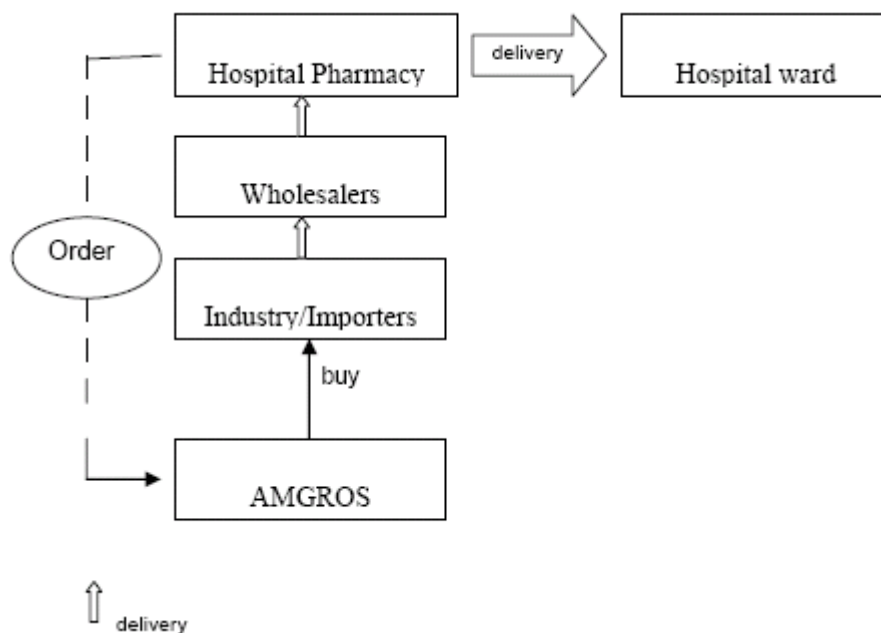 Hospital Pharmacy
delivery
Hospital ward
Wholesalers
Order
Industry/Importers
buy
AMGROS
delivery